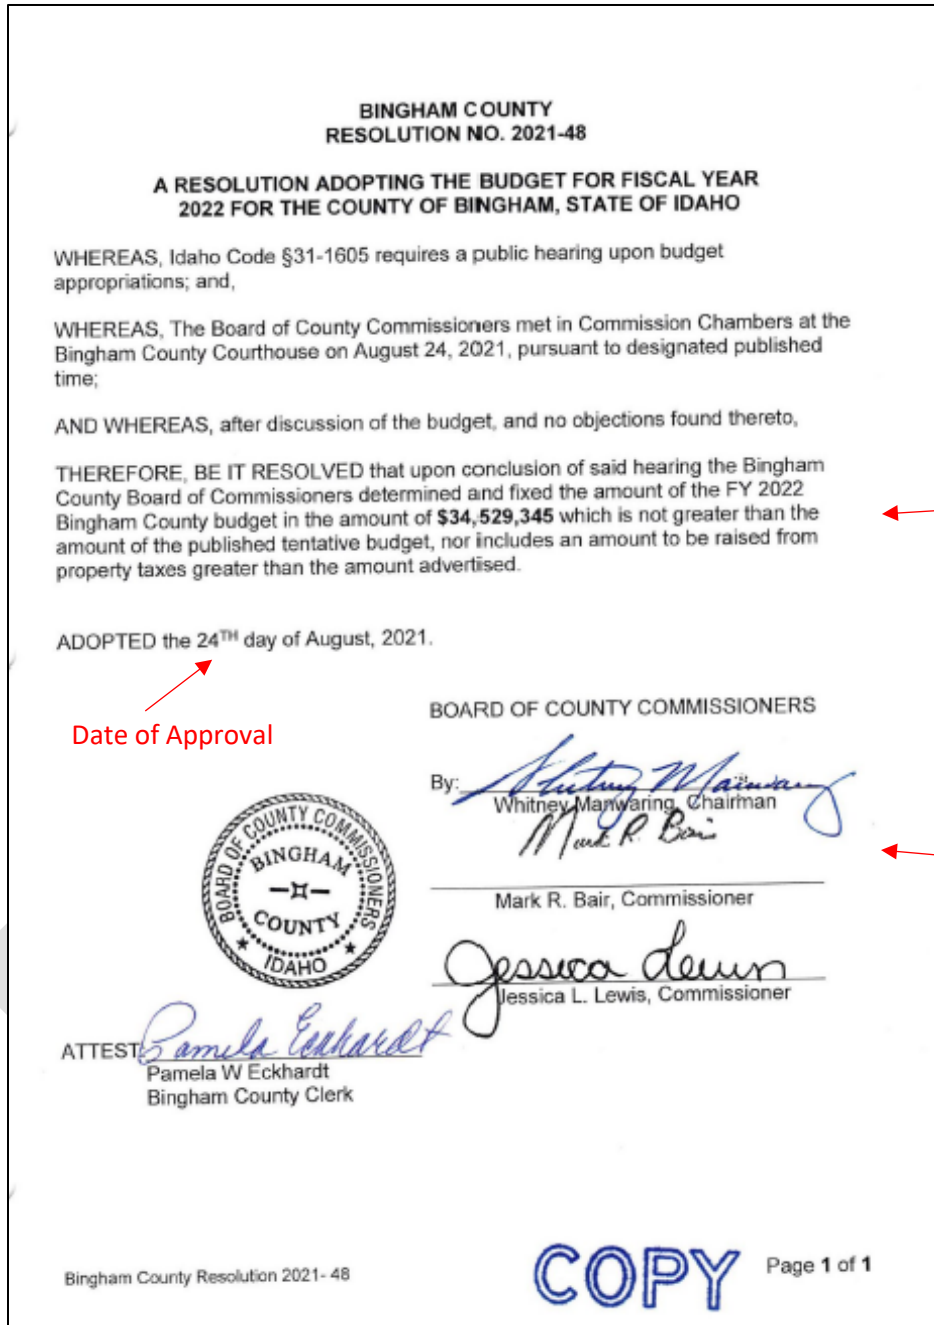 BINGHAM COUNTY
RESOLUTION NO. 2021-48
A RESOLUTION ADOPTING THE BUDGET FOR FISCAL YEAR
2022 FOR THE COUNTY OF BINGHAM, STATE OF IDAHO
WHEREAS, Idaho Code §31-1605 requires a public hearing upon budget
appropriations; and,
WHEREAS, The Board of County Commissioners met in Commission Chambers at the
Bingham County Courthouse on August 24, 2021, pursuant to designated published
time;
AND WHEREAS, after discussion of the budget, and no objections found thereto,
THEREFORE, BE IT RESOLVED that upon conclusion of said hearing the Bingham
County Board of Commissioners determined and fixed the amount of the FY 2022
Bingham County budget in the amount of $34,529,345 which is not greater than the
amount of the published tentative budget, nor includes an amount to be raised from
property taxes greater than the amount advertised.
ADOPTED the 24TH day of August, 2021.
Date of Approval
BOARD OF COUNTY COMMISSIONERS
By: Whitney Manwaring
Whitney Manwaring, Chairman
Mark R. Bair
Mark R. Bair, Commissioner
Jessica Lewis
Jessica L. Lewis, Commissioner
BOARD OF COUNTY COMMISSIONERS
BINGHAM
COUNTY
IDAHO
ATTEST: Pamela Eckhardt
Pamela W Eckhardt
Bingham County Clerk
Bingham County Resolution 2021- 48
COPY
Page 1 of 1